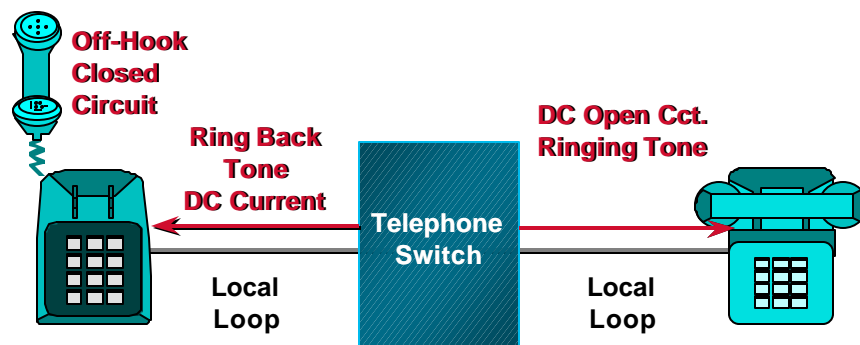 Off-Hook
Closed
Circuit
Ring Back
Tone
DC Current
DC Open Cct.
Ringing Tone
Telephone
Switch
Local
Loop
Local
Loop